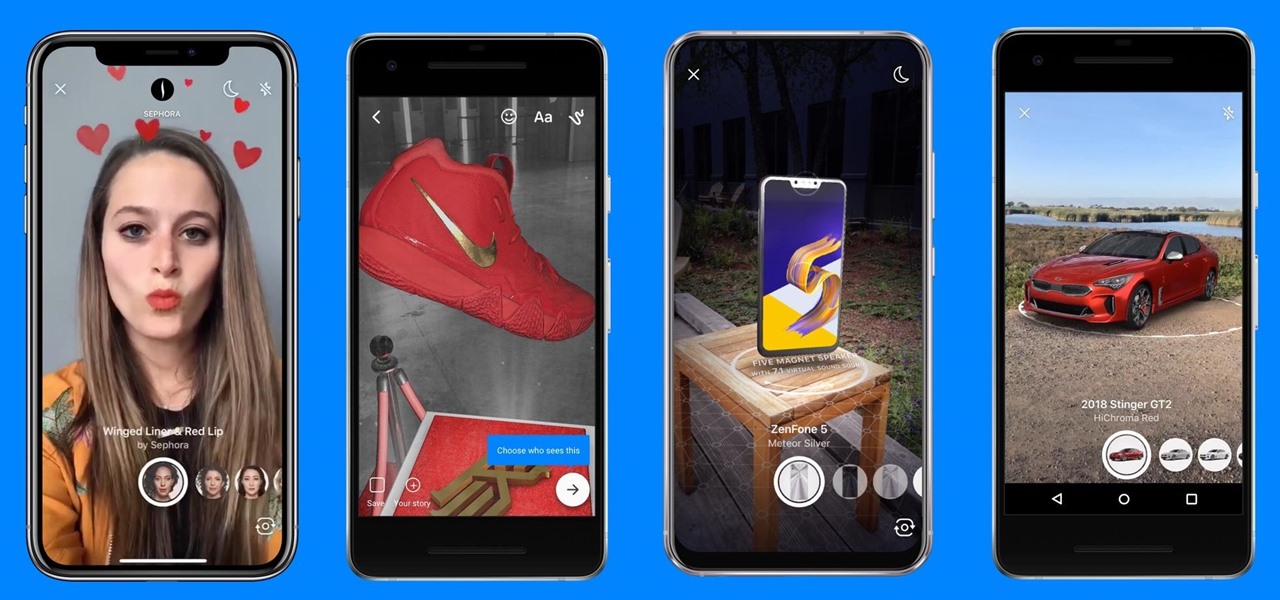 SEPHORA
Winged Liner & Red Lip
by Sephora
Aa
Choose who sees this
Save
Your story
FIVE MAGNET SPEAKER
WITH 7.1 VIRTUAL SOUND
ZenFone 5
Meteor Silver
2018 Stinger GT2
HiChroma Red